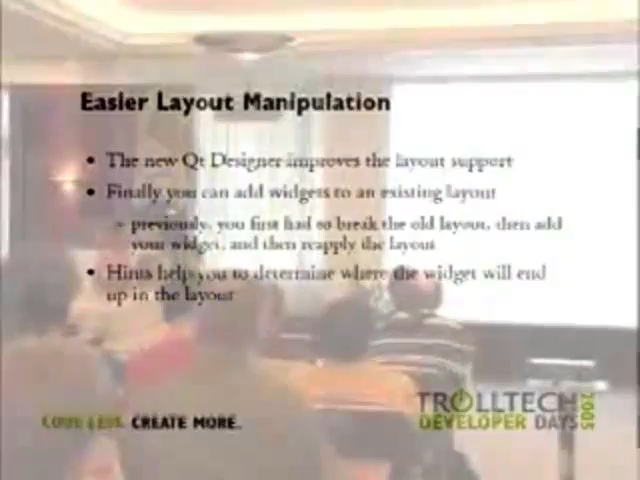 Easier Layout Manipulation
• The new Qt Designer improves the layout support
• Finally you can add widgets to an existing layout
– previously, you first had to break the old layout, then add
your widget, and then reapply the layout
• Hints help you to determine where the widget will end
up in the layout
CODE LESS. CREATE MORE.
TROLLTECH
DEVELOPER DAYS 2005